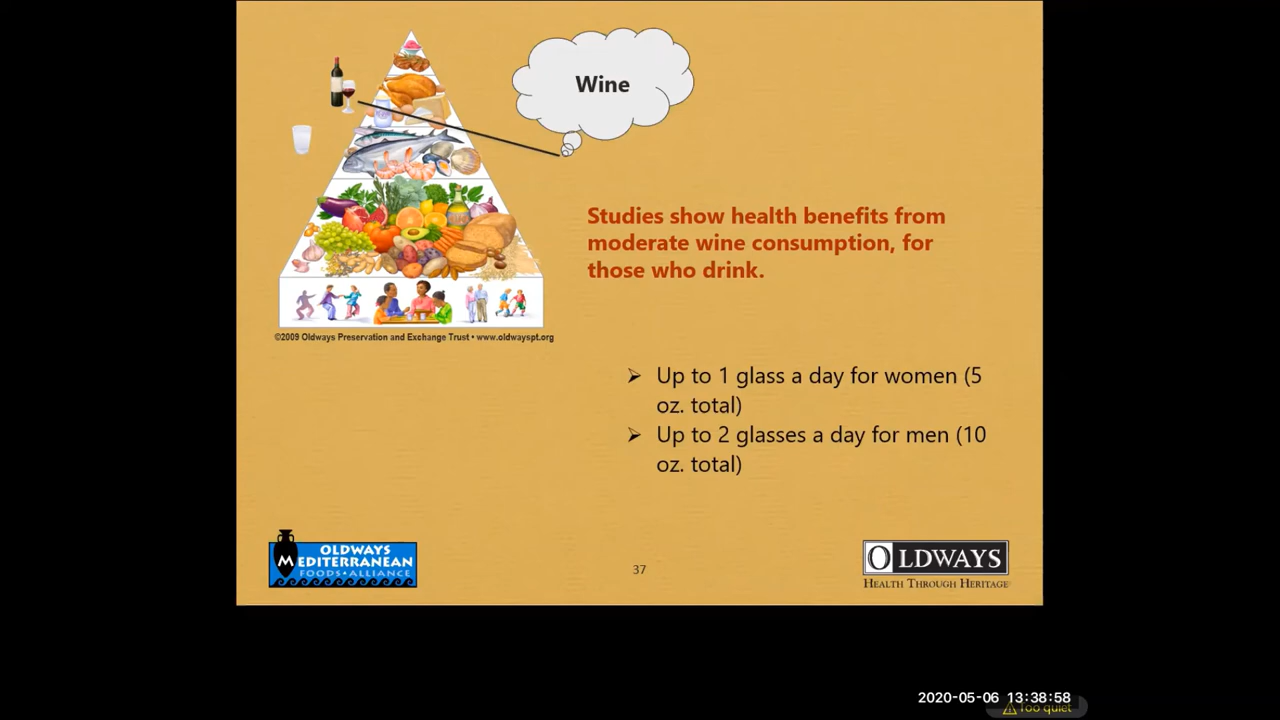 Wine
Studies show health benefits from
moderate wine consumption, for
those who drink.
©2009 Oldways Preservation and Exchange Trust • www.oldwayspt.org
➢ Up to 1 glass a day for women (5
oz. total)
➢ Up to 2 glasses a day for men (10
oz. total)
OLDWAYS
MEDITERRANEAN
FOODS•ALLIANCE
37
OLDWAYS
HEALTH THROUGH HERITAGE
2020-05-06 13:38:58
Too quiet